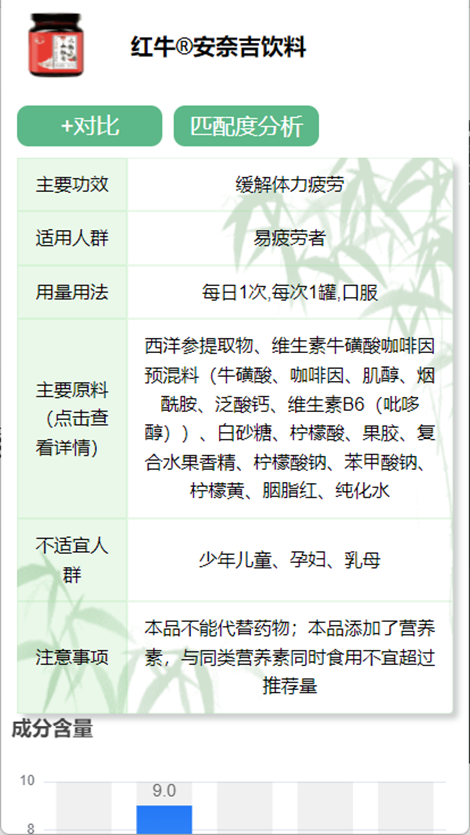 红牛®安奈吉饮料
+对比
匹配度分析
主要功效
缓解体力疲劳
适用人群
易疲劳者
用量用法
每日1次,每次1罐,口服
主要原料
（点击查
看详情）
西洋参提取物、维生素牛磺酸咖啡因
预混料（牛磺酸、咖啡因、肌醇、烟
酰胺、泛酸钙、维生素B6（吡哆
醇））、白砂糖、柠檬酸、果胶、复
合水果香精、柠檬酸钠、苯甲酸钠、
柠檬黄、胭脂红、纯化水
不适宜人
群
少年儿童、孕妇、乳母
注意事项
本品不能代替药物；本品添加了营养
素，与同类营养素同时食用不宜超过
推荐量
成分含量
10
9.0
8